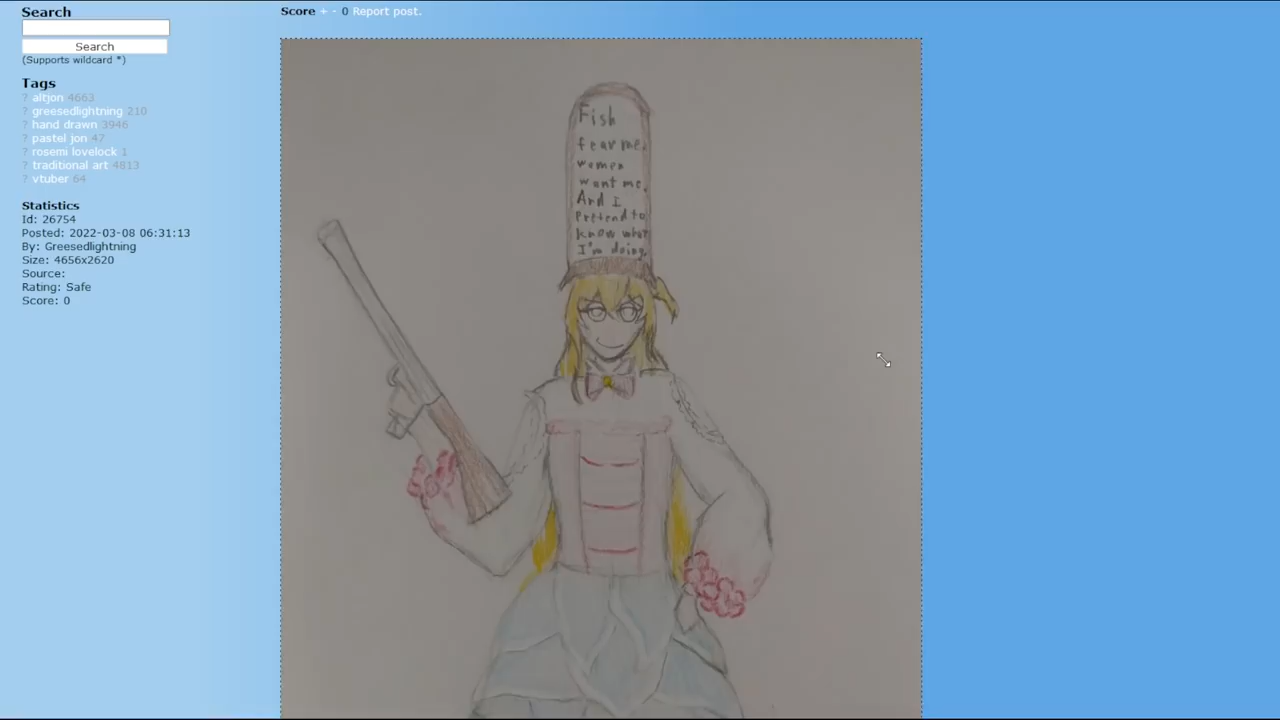 Search
Search
(Supports wildcard *)
Tags
? altjon 4663
? greesedlightning 210
? hand drawn 3946
? pastel jon 47
? rosemi lovelock 1
? traditional art 4813
? vtuber 64
Statistics
Id: 26754
Posted: 2022-03-08 06:31:13
By: Greesedlightning
Size: 4656x2620
Source:
Rating: Safe
Score: 0
Score + - 0 Report post.
Fish
fear me,
women
want me,
And I
pretend to
know what
I'm doing.